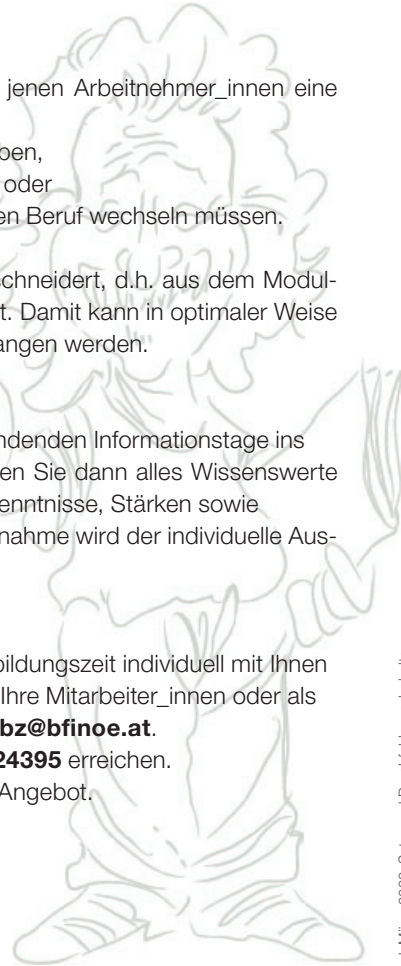 jenen Arbeitnehmer_innen eine
ben,
oder
en Beruf wechseln müssen.
schneidert, d.h. aus dem Modul-
t. Damit kann in optimaler Weise
angen werden.
ndenden Informationstage ins
en Sie dann alles Wissenswerte
enntnisse, Stärken sowie
nahme wird der individuelle Aus-
bildungszeit individuell mit Ihnen
Ihre Mitarbeiter_innen oder als
bz@bfinoe.at.
24395 erreichen.
Angebot.